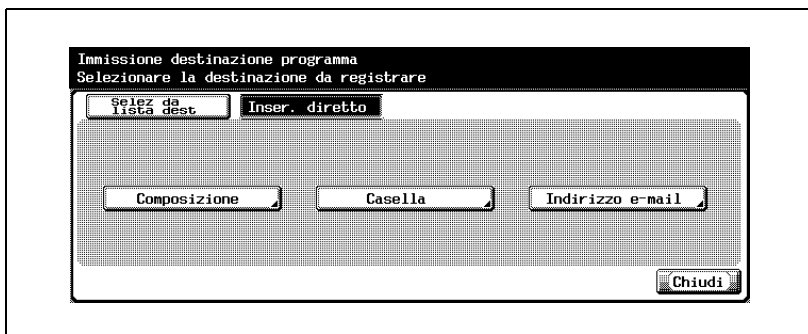 Immissione destinazione programma
Selezionare la destinazione da registrare
Selez da
lista dest
Inser. diretto
Composizione
Casella
Indirizzo e-mail
Chiudi